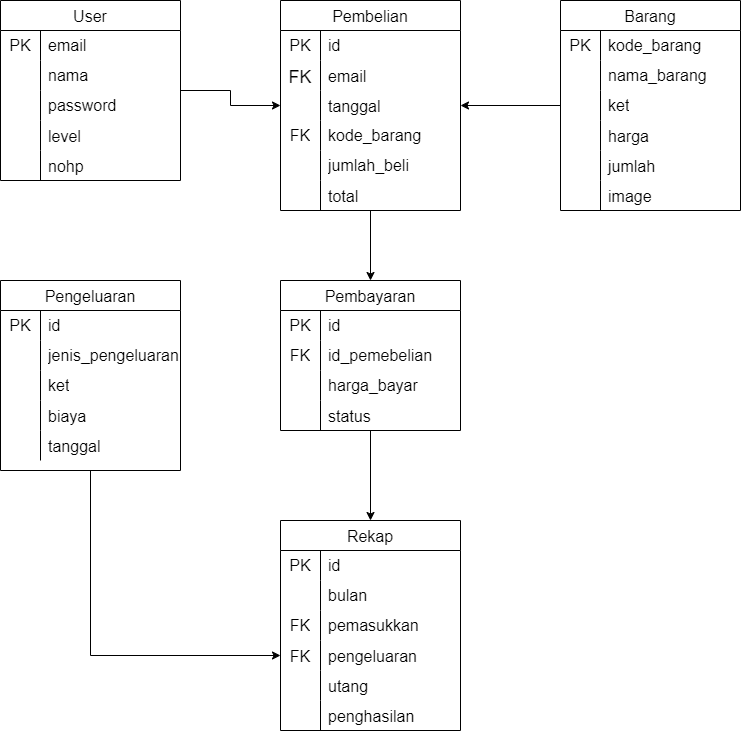 User
PK email
nama
password
level
nohp
Pembelian
PK id
FK email
tanggal
FK kode_barang
jumlah_beli
total
Barang
PK kode_barang
nama_barang
ket
harga
jumlah
image
Pengeluaran
PK id
jenis_pengeluaran
ket
biaya
tanggal
Pembayaran
PK id
FK id_pemebelian
harga_bayar
status
Rekap
PK id
bulan
FK pemasukkan
FK pengeluaran
utang
penghasilan